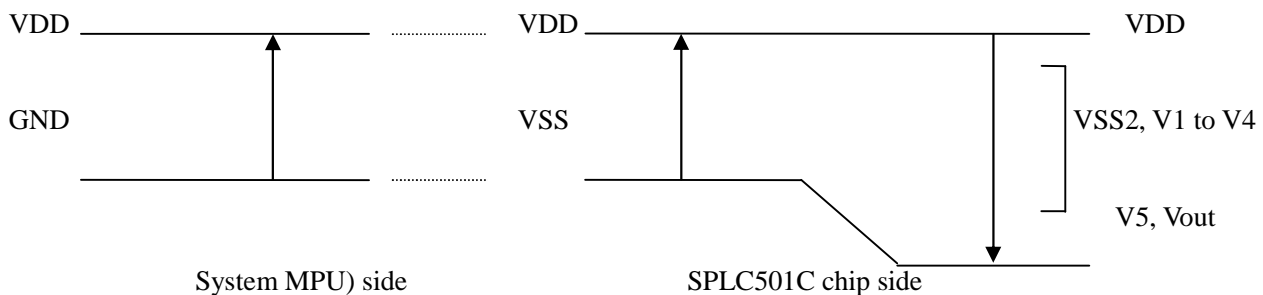 VDD VDD VDD
GND VSS VSS2, V1 to V4
V5, Vout
System MPU) side SPLC501C chip side